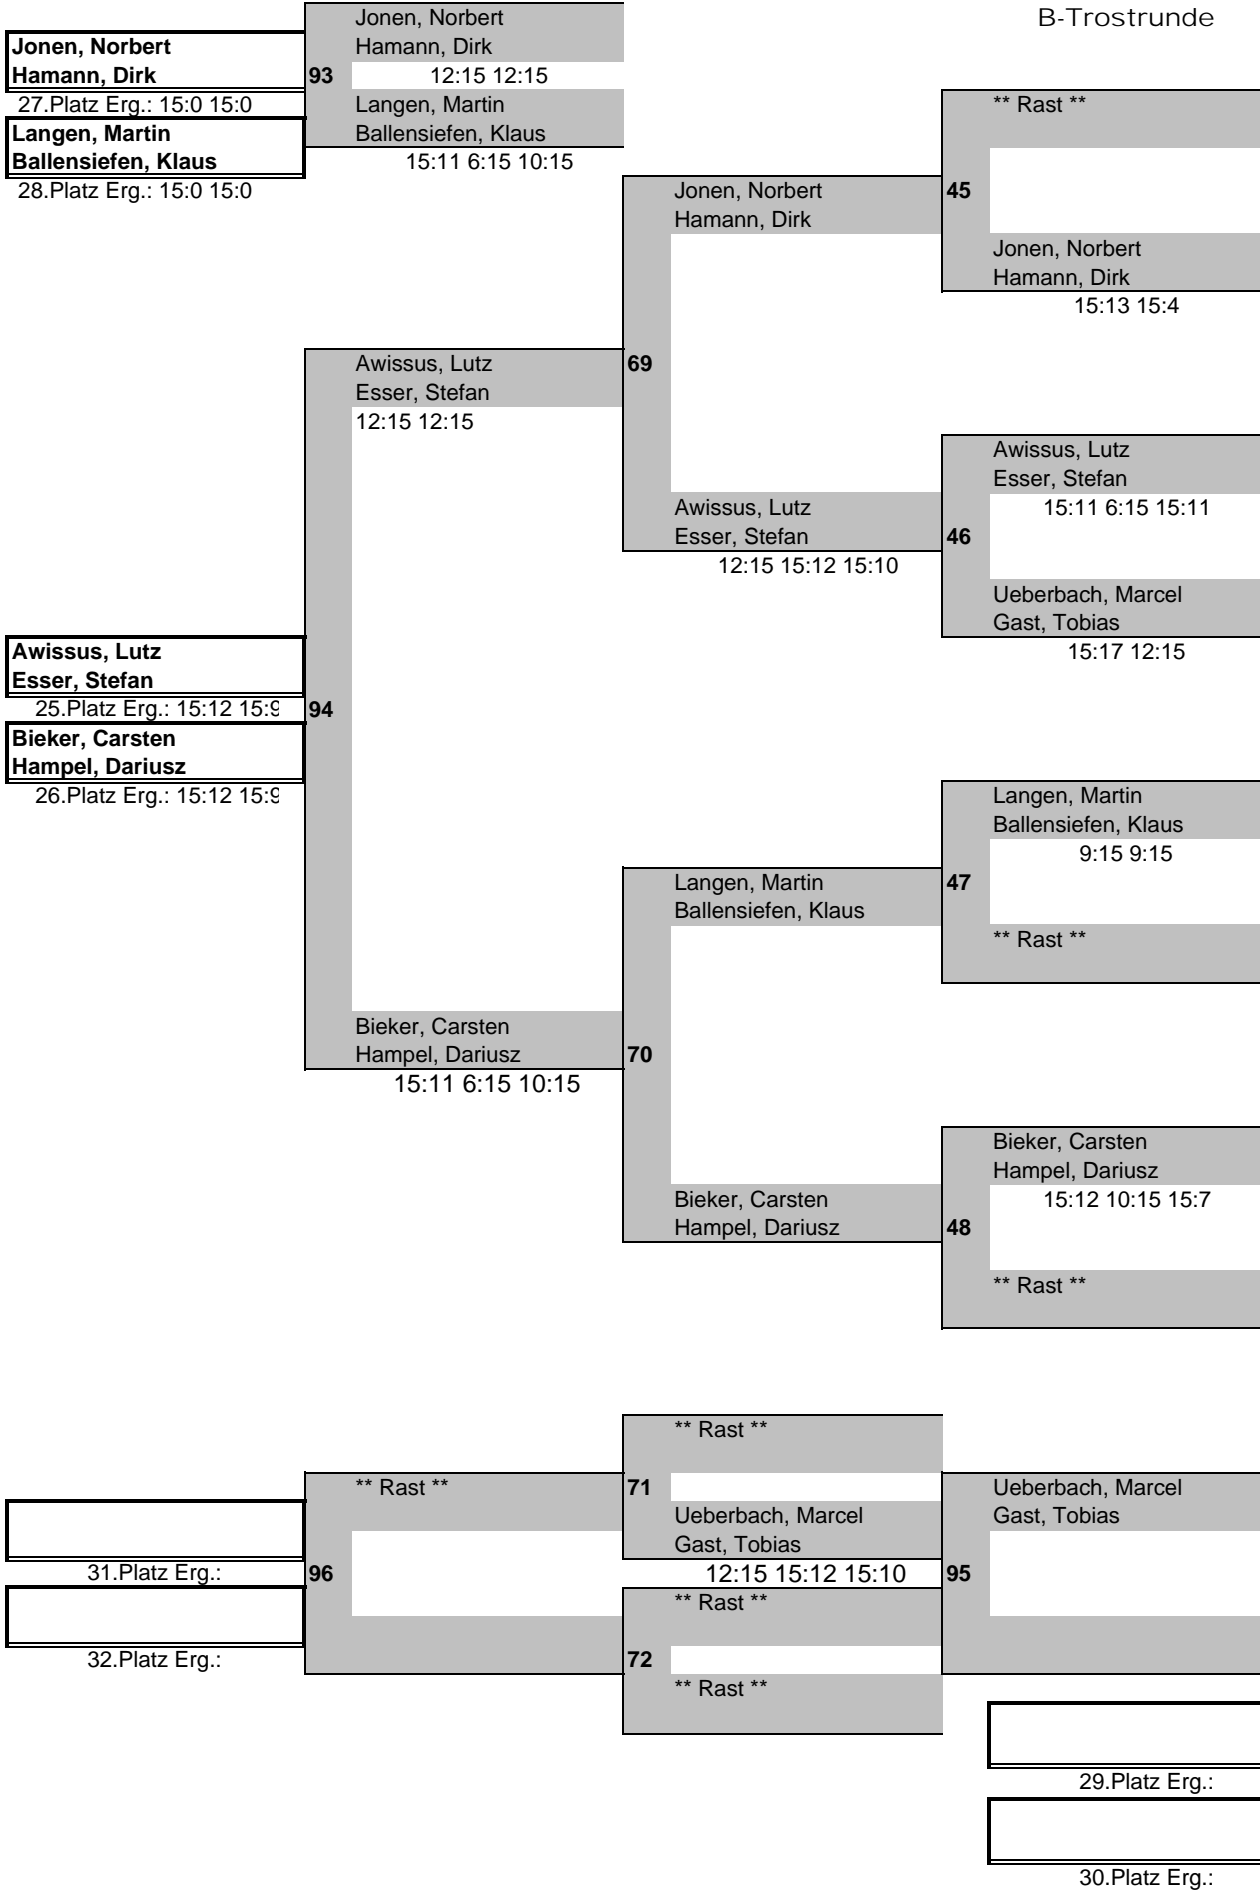 B-Trostrunde
Jonen, Norbert
Hamann, Dirk
27.Platz Erg.: 15:0 15:0
Langen, Martin
Ballensiefen, Klaus
28.Platz Erg.: 15:0 15:0
93
Jonen, Norbert
Hamann, Dirk
12:15 12:15
Langen, Martin
Ballensiefen, Klaus
15:11 6:15 10:15
Awissus, Lutz
Esser, Stefan
25.Platz Erg.: 15:12 15:9
Bieker, Carsten
Hampel, Dariusz
26.Platz Erg.: 15:12 15:9
94
Awissus, Lutz
Esser, Stefan
12:15 12:15
Bieker, Carsten
Hampel, Dariusz
15:11 6:15 10:15
69
Jonen, Norbert
Hamann, Dirk
Awissus, Lutz
Esser, Stefan
12:15 15:12 15:10
70
Langen, Martin
Ballensiefen, Klaus
Bieker, Carsten
Hampel, Dariusz
45
** Rast **
Jonen, Norbert
Hamann, Dirk
15:13 15:4
46
Awissus, Lutz
Esser, Stefan
15:11 6:15 15:11
Ueberbach, Marcel
Gast, Tobias
15:17 12:15
47
Langen, Martin
Ballensiefen, Klaus
9:15 9:15
** Rast **
48
Bieker, Carsten
Hampel, Dariusz
15:12 10:15 15:7
** Rast **
31.Platz Erg.:
32.Platz Erg.:
96
** Rast **
71
** Rast **
Ueberbach, Marcel
Gast, Tobias
12:15 15:12 15:10
72
** Rast **
** Rast **
95
Ueberbach, Marcel
Gast, Tobias
29.Platz Erg.:
30.Platz Erg.: